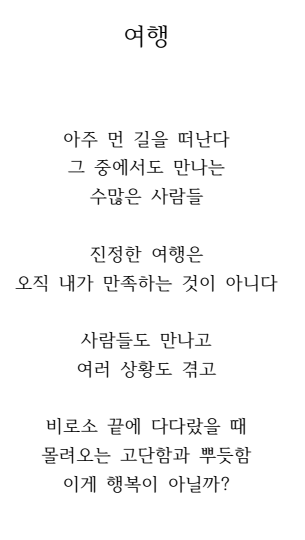 여행
아주 먼 길을 떠난다
그 중에서도 만나는
수많은 사람들
진정한 여행은
오직 내가 만족하는 것이 아니다
사람들도 만나고
여러 상황도 겪고
비로소 끝에 다다랐을 때
몰려오는 고단함과 뿌듯함
이게 행복이 아닐까?